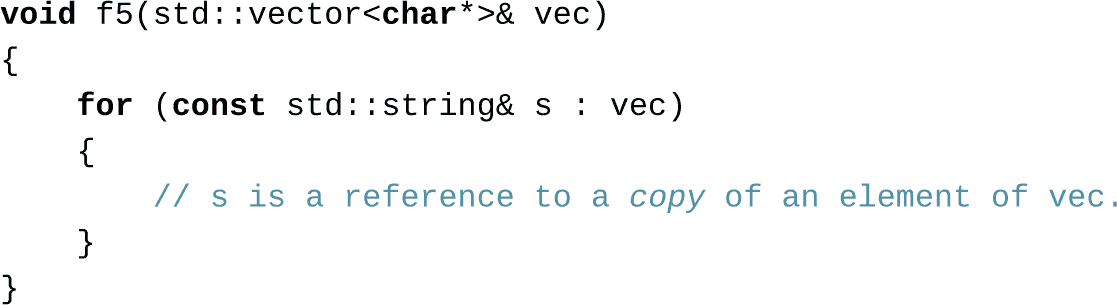 void f5(std::vector<char*>& vec)
{
    for (const std::string& s : vec)
    {
        // s is a reference to a copy of an element of vec.
    }
}